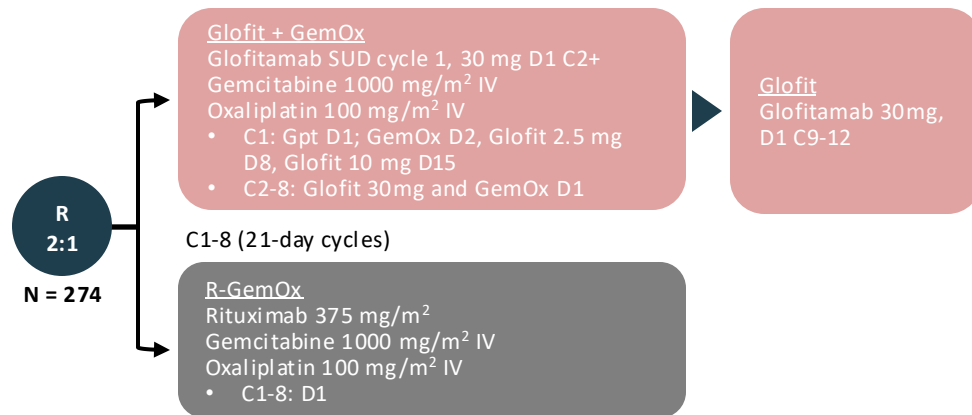 R
2:1
N = 274
Glofit + GemOx
Glofitamab SUD cycle 1, 30 mg D1 C2+
Gemcitabine 1000 mg/m² IV
Oxaliplatin 100 mg/m² IV
• C1: Gpt D1; GemOx D2, Glofit 2.5 mg
D8, Glofit 10 mg D15
• C2-8: Glofit 30mg and GemOx D1
Glofit
Glofitamab 30mg,
D1 C9-12
C1-8 (21-day cycles)
R-GemOx
Rituximab 375 mg/m²
Gemcitabine 1000 mg/m² IV
Oxaliplatin 100 mg/m² IV
• C1-8: D1